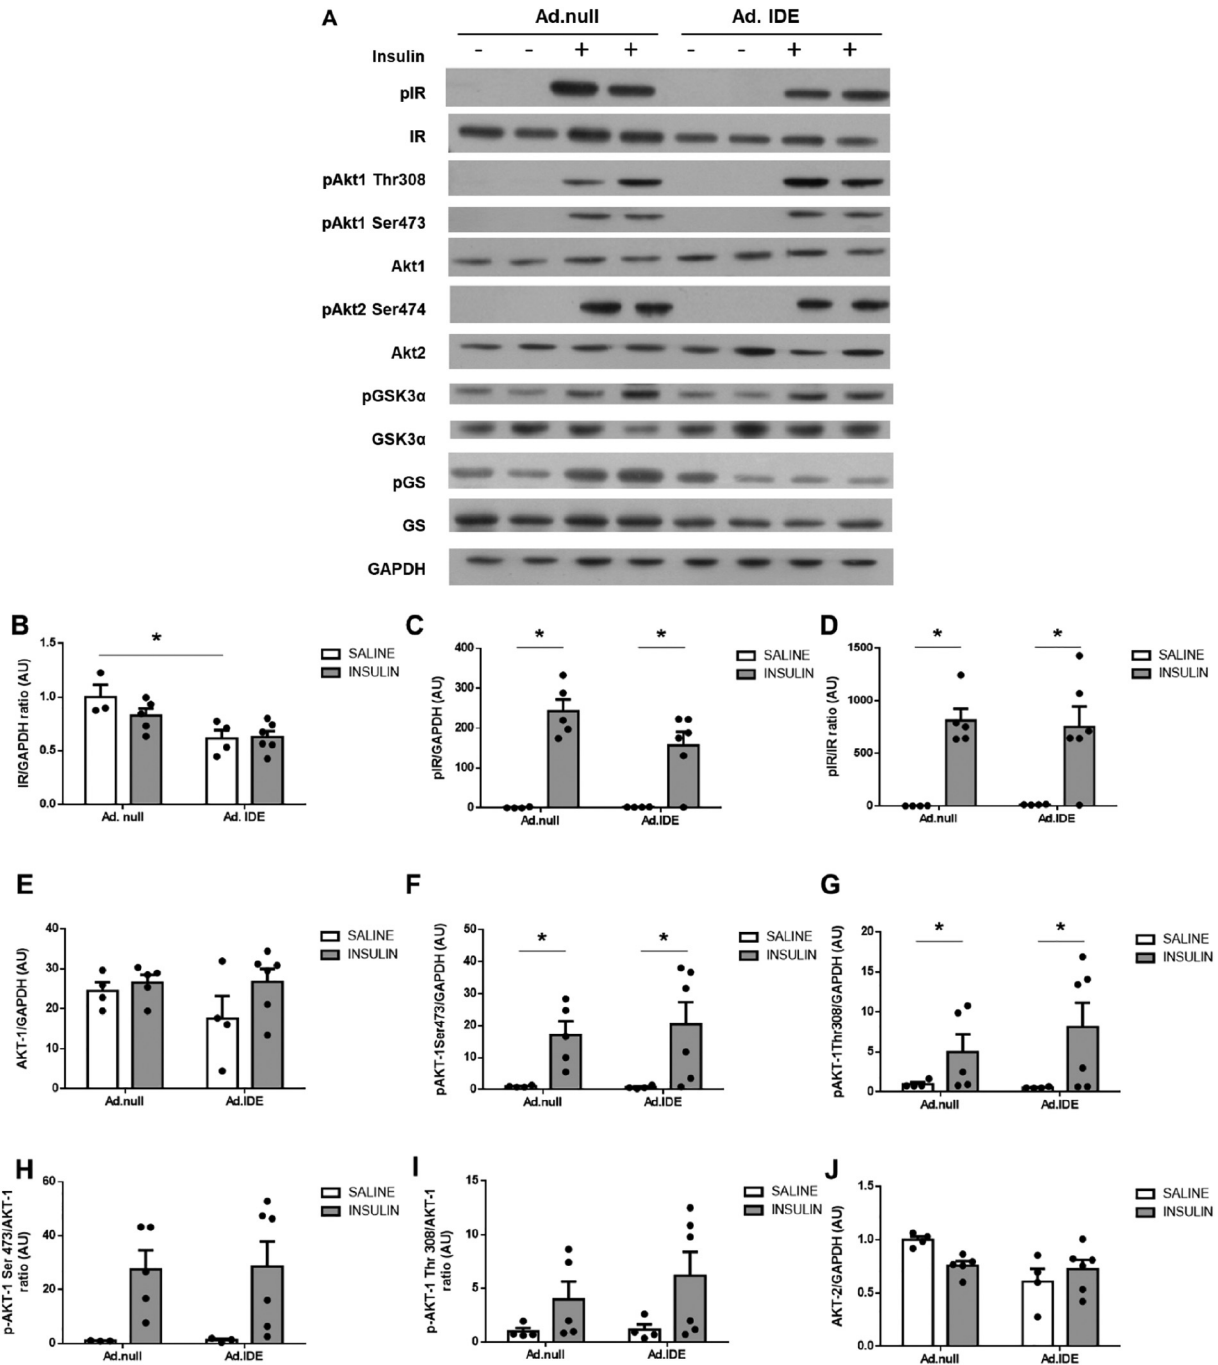 A
Ad.null
Ad. IDE
Insulin - - + + - - + +
pIR
IR
pAkt1 Thr308
pAkt1 Ser473
Akt1
pAkt2 Ser474
Akt2
pGSK3α
GSK3α
pGS
GS
GAPDH
B
IR/GAPDH ratio (AU)
1.5
1.0
0.5
0.0
*
Ad. null
Ad. IDE
SALINE
INSULIN
C
pIR/GAPDH (AU)
400
300
200
100
0
*
*
Ad.null
Ad.IDE
SALINE
INSULIN
D
pIR/IR ratio (AU)
1500
1000
500
0
*
*
Ad.null
Ad.IDE
SALINE
INSULIN
E
AKT-1/GAPDH (AU)
40
30
20
10
0
Ad.null
Ad.IDE
SALINE
INSULIN
F
pAKT-1Ser473/GAPDH (AU)
50
40
30
20
10
0
*
*
Ad.null
Ad.IDE
SALINE
INSULIN
G
pAKT-1Thr308/GAPDH (AU)
20
15
10
5
0
*
*
Ad.null
Ad.IDE
SALINE
INSULIN
H
p-AKT-1 Ser 473/AKT-1
ratio (AU)
60
40
20
0
Ad.null
Ad.IDE
SALINE
INSULIN
I
p-AKT-1 Thr 308/AKT-1
ratio (AU)
15
10
5
0
Ad.null
Ad.IDE
SALINE
INSULIN
J
AKT-2/GAPDH (AU)
1.5
1.0
0.5
0.0
Ad.null
Ad.IDE
SALINE
INSULIN